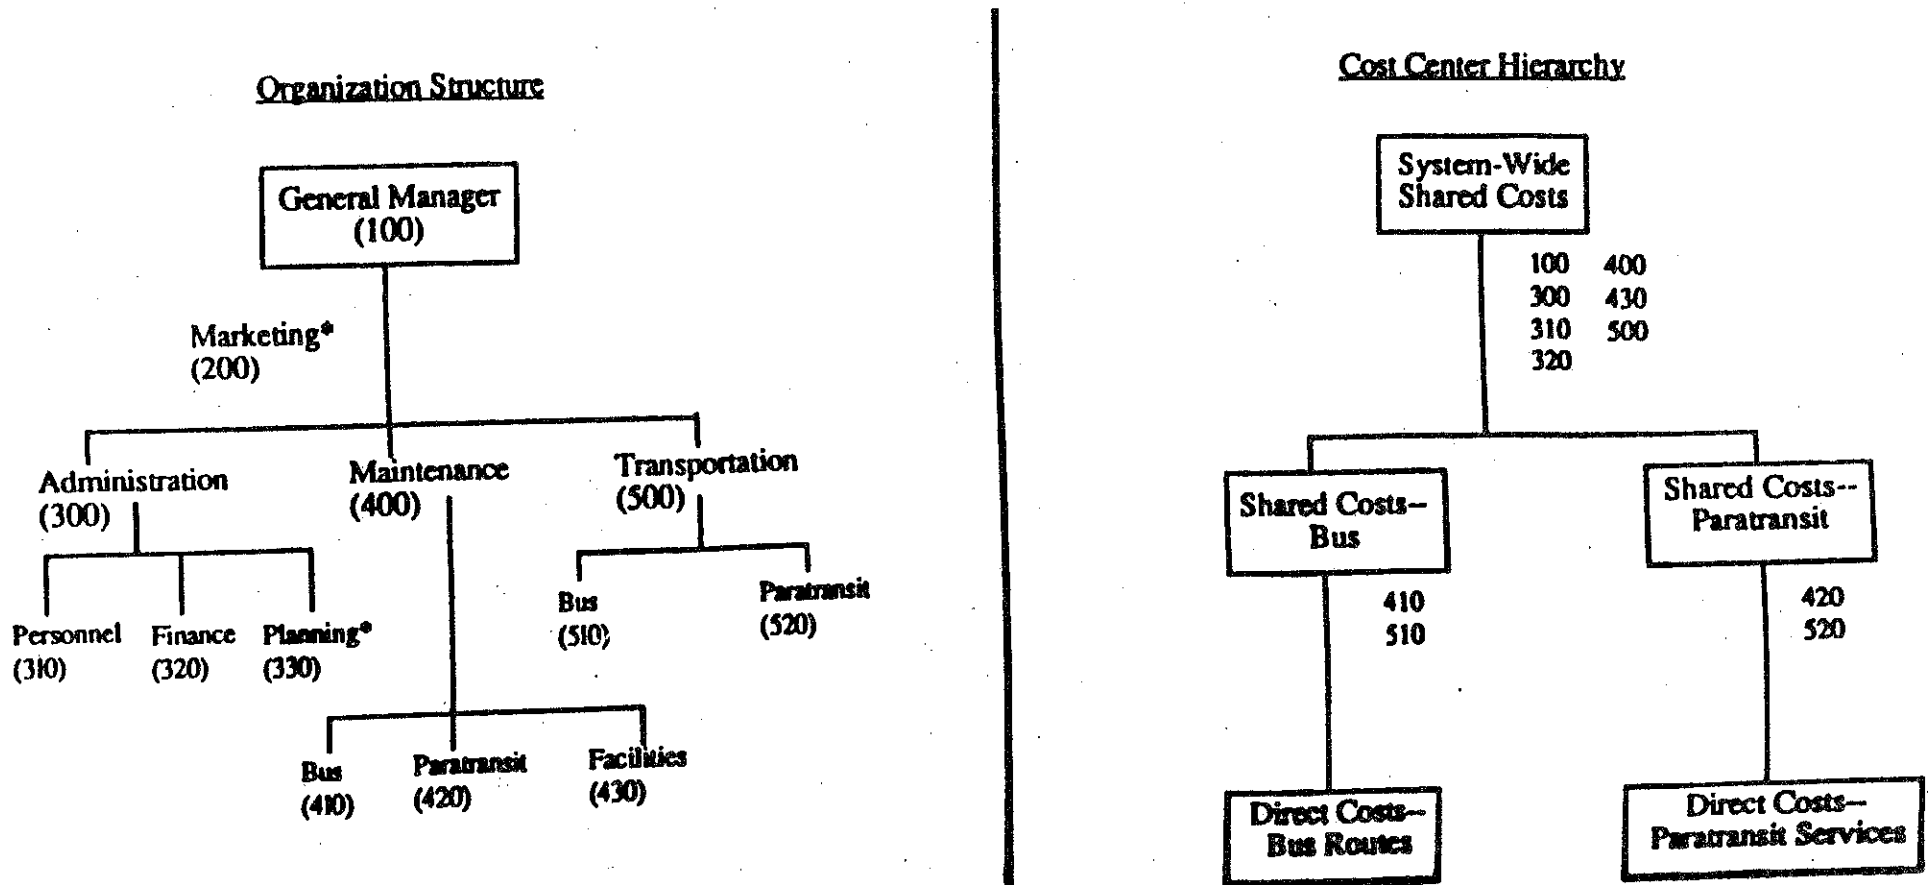 Organization Structure
General Manager
(100)
Marketing*
(200)
Administration
(300)
Maintenance
(400)
Transportation
(500)
Personnel
(310)
Finance
(320)
Planning*
(330)
Bus
(510)
Paratransit
(520)
Bus
(410)
Paratransit
(420)
Facilities
(430)
Cost Center Hierarchy
System-Wide
Shared Costs
100 400
300 430
310 500
320
Shared Costs--
Bus
Shared Costs--
Paratransit
410
510
420
520
Direct Costs--
Bus Routes
Direct Costs--
Paratransit Services